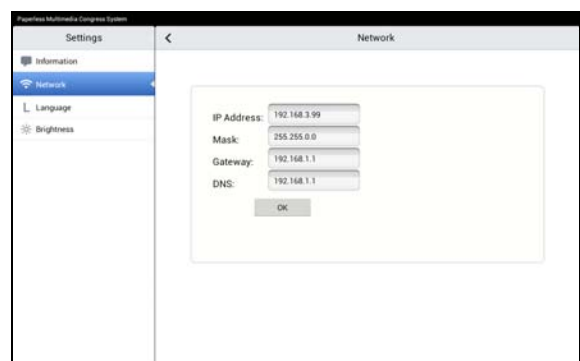 Paperless Multimedia Congress System
Settings
Network
Information
Network
L Language
Brightness
IP Address: 192.168.3.99
Mask: 255.255.0.0
Gateway: 192.168.1.1
DNS: 192.168.1.1
OK